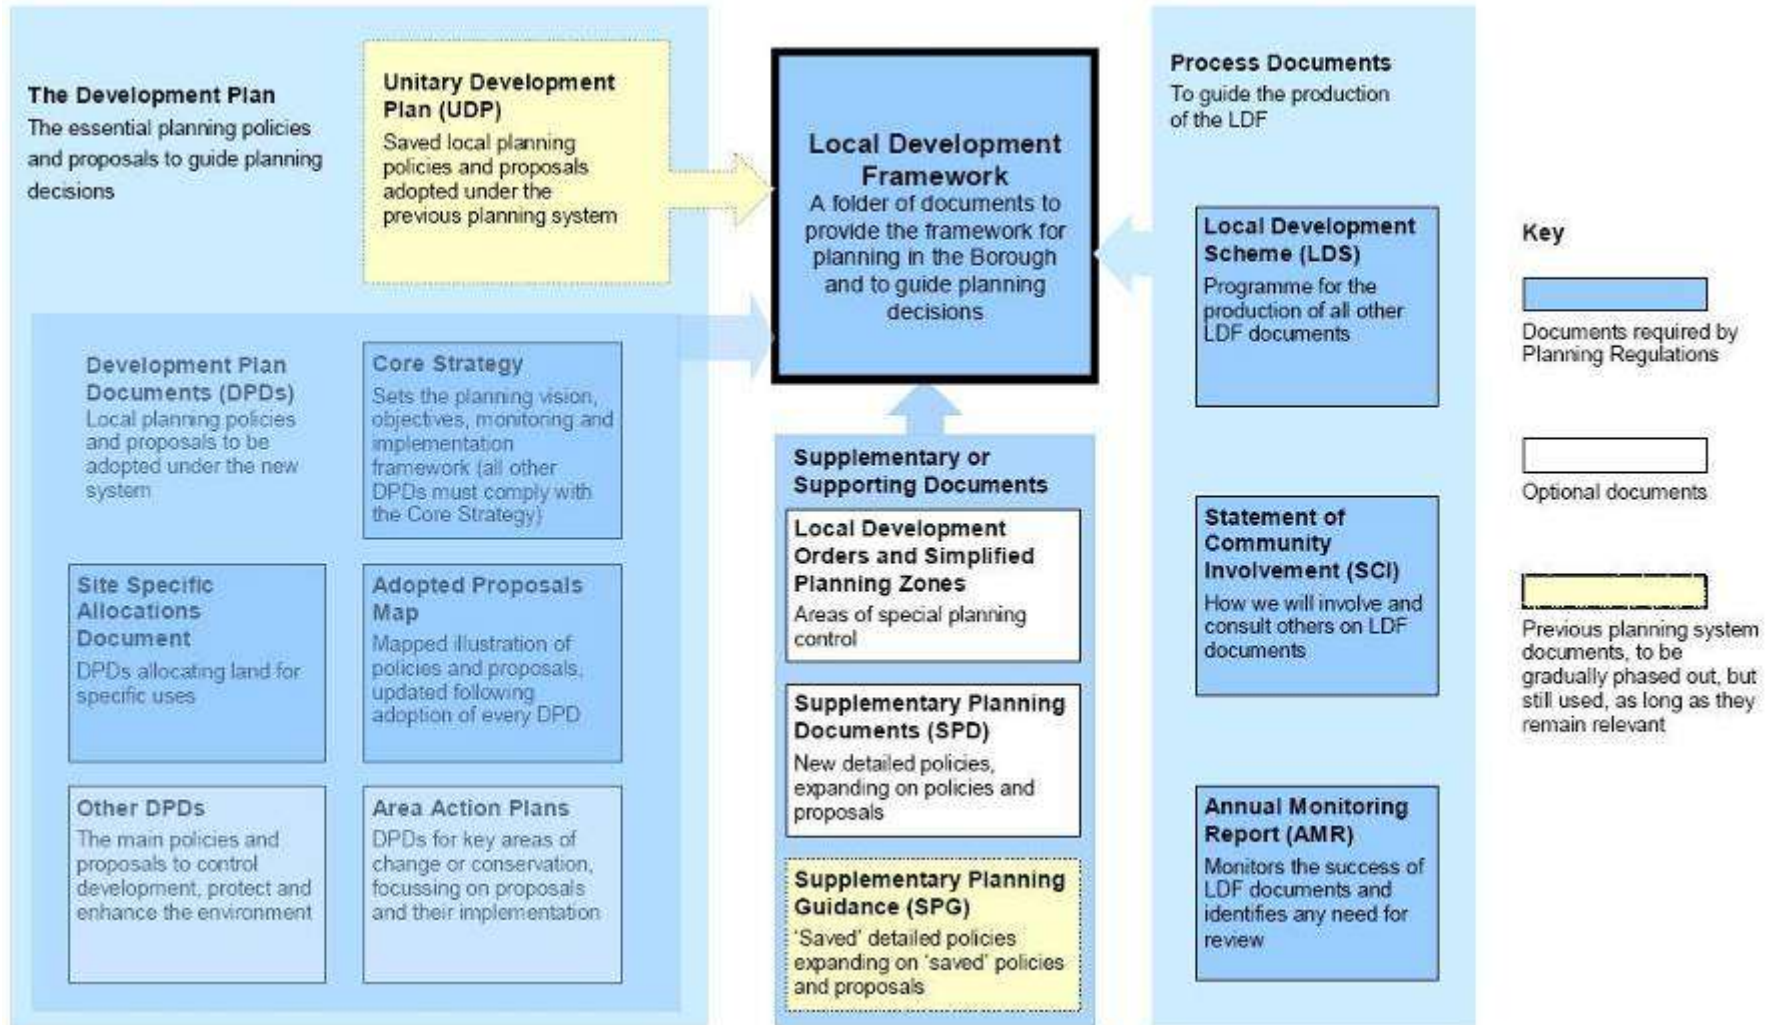 The Development Plan
The essential planning policies
and proposals to guide planning
decisions
Unitary Development
Plan (UDP)
Saved local planning
policies and proposals
adopted under the
previous planning system
Development Plan
Documents (DPDs)
Local planning policies
and proposals to be
adopted under the new
system
Core Strategy
Sets the planning vision,
objectives, monitoring and
implementation
framework (all other
DPDs must comply with
the Core Strategy)
Site Specific
Allocations
Document
DPDs allocating land for
specific uses
Adopted Proposals
Map
Mapped illustration of
policies and proposals,
updated following
adoption of every DPD
Other DPDs
The main policies and
proposals to control
development, protect and
enhance the environment
Area Action Plans
DPDs for key areas of
change or conservation,
focussing on proposals
and their implementation
Local Development
Framework
A folder of documents to
provide the framework for
planning in the Borough
and to guide planning
decisions
Supplementary or
Supporting Documents
Local Development
Orders and Simplified
Planning Zones
Areas of special planning
control
Supplementary Planning
Documents (SPD)
New detailed policies,
expanding on policies and
proposals
Supplementary Planning
Guidance (SPG)
'Saved' detailed policies
expanding on 'saved' policies
and proposals
Process Documents
To guide the production
of the LDF
Local Development
Scheme (LDS)
Programme for the
production of all other
LDF documents
Statement of
Community
Involvement (SCI)
How we will involve and
consult others on LDF
documents
Annual Monitoring
Report (AMR)
Monitors the success of
LDF documents and
identifies any need for
review
Key
Documents required by
Planning Regulations
Optional documents
Previous planning system
documents, to be
gradually phased out, but
still used, as long as they
remain relevant